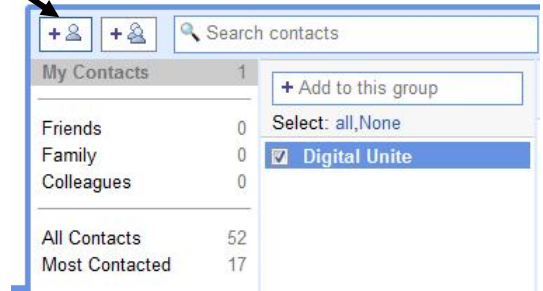 + +
Search contacts
My Contacts 1
Friends 0
Family 0
Colleagues 0
All Contacts 52
Most Contacted 17
+ Add to this group
Select: all,None
Digital Unite